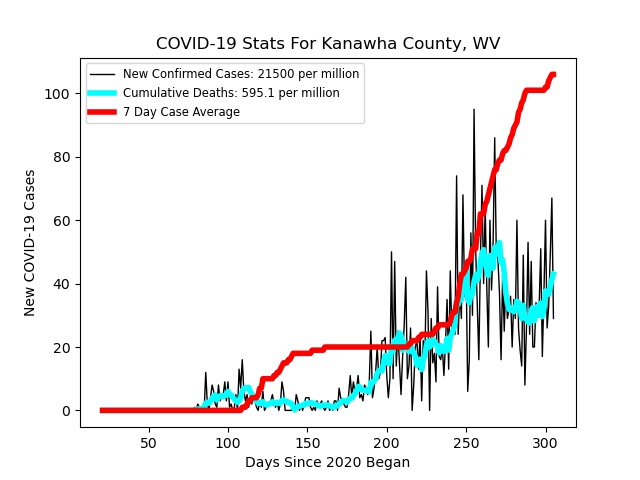 COVID-19 Stats For Kanawha County, WV
New Confirmed Cases: 21500 per million
Cumulative Deaths: 595.1 per million
7 Day Case Average
New COVID-19 Cases
100
80
60
40
20
0
50 100 150 200 250 300
Days Since 2020 Began